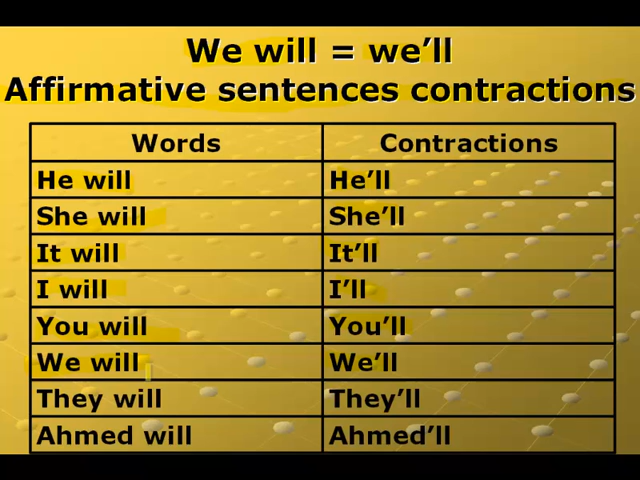 We will = we’ll
Affirmative sentences contractions
Words Contractions
He will He’ll
She will She’ll
It will It’ll
I will I’ll
You will You’ll
We will We’ll
They will They’ll
Ahmed will Ahmed’ll